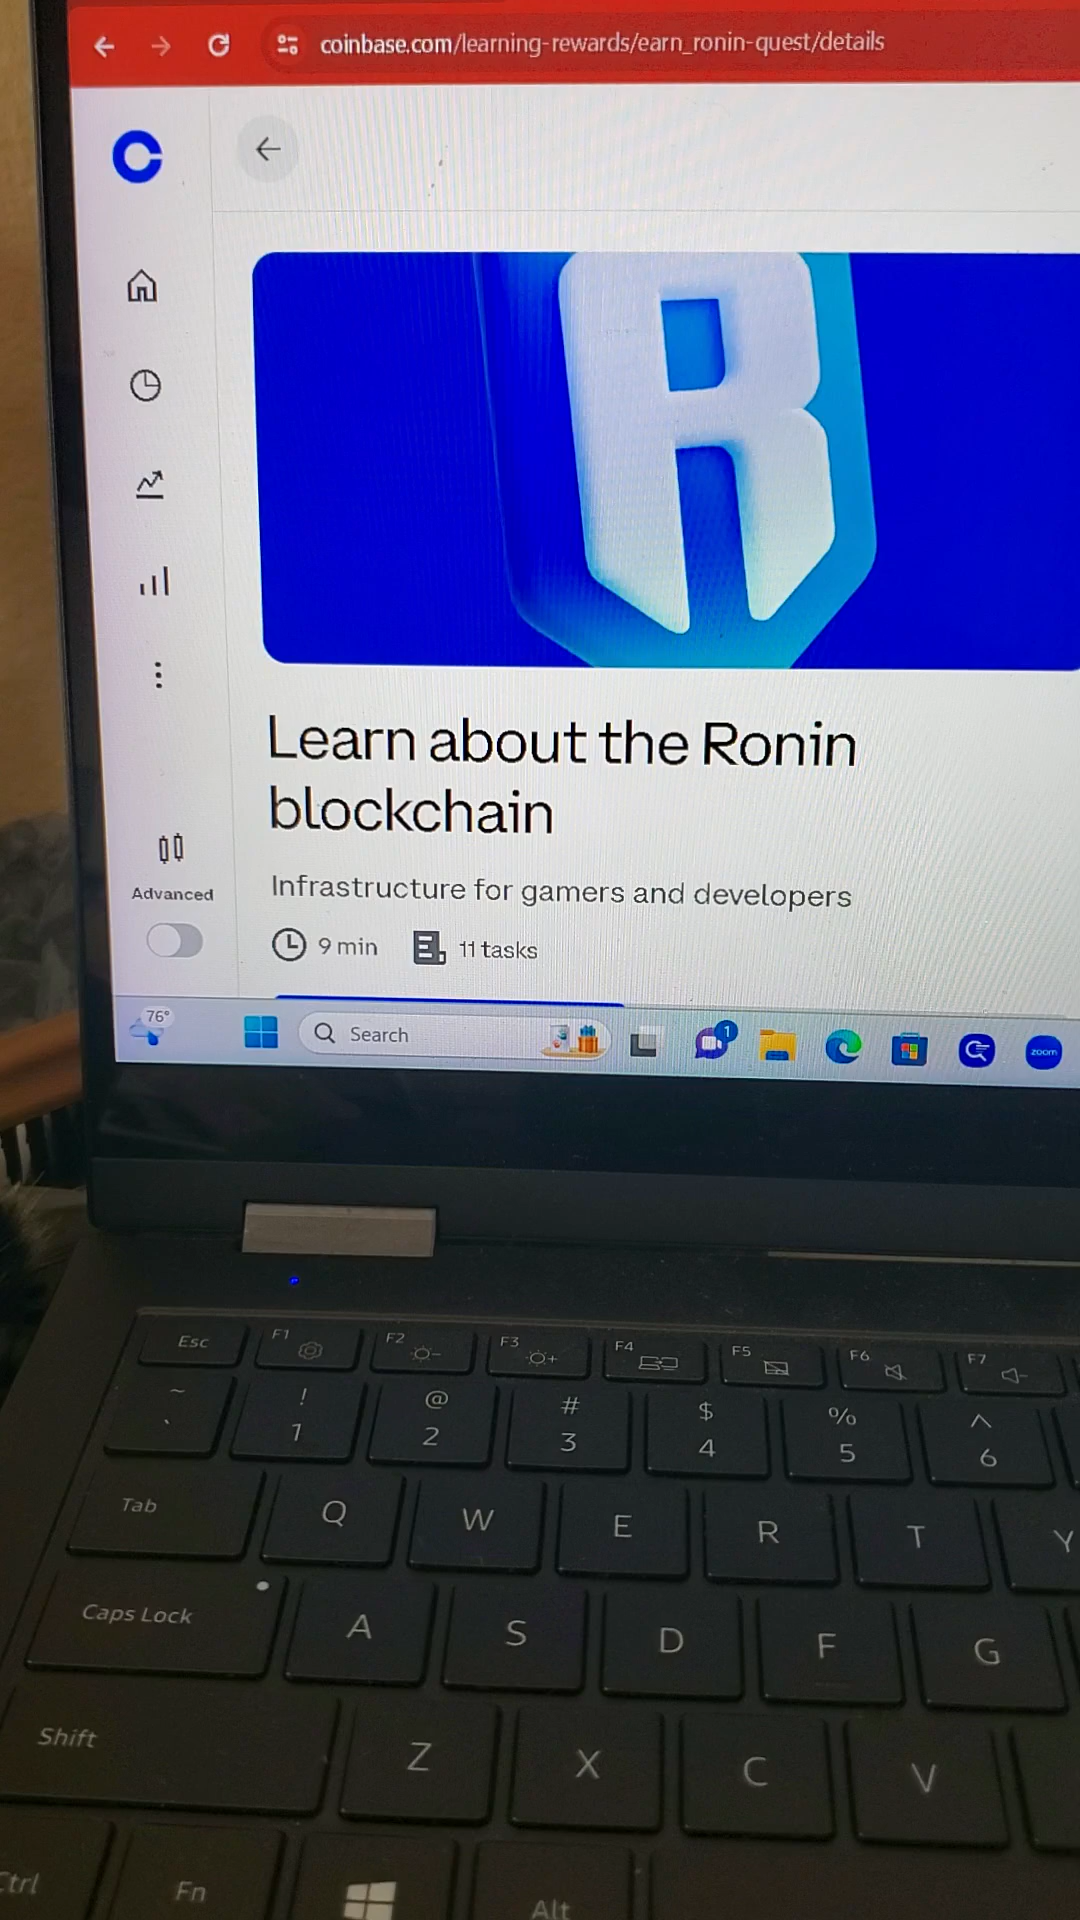 coinbase.com/learning-rewards/earn_ronin-quest/details
Learn about the Ronin
blockchain
Infrastructure for gamers and developers
9 min 11 tasks
Advanced
76°
Search
1
zoom
Esc F1 F2 F3 F4 F5 F6 F7
~ ! @ # $ % ^
` 1 2 3 4 5 6
Tab Q W E R T Y
Caps Lock A S D F G
Shift Z X C V
Ctrl Fn Alt